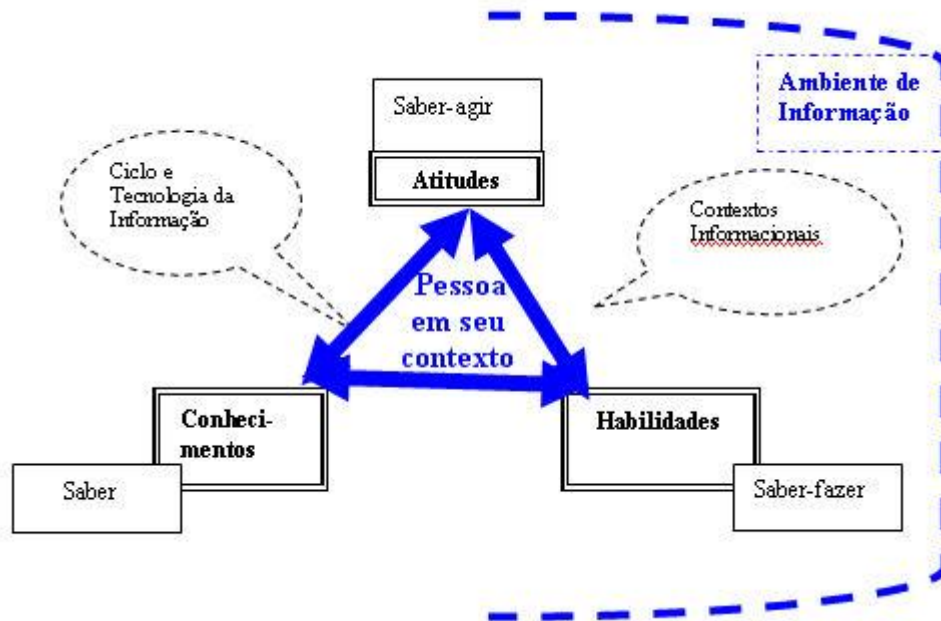 Ambiente de
Informação
Saber-agir
Atitudes
Ciclo e
Tecnologia da
Informação
Contextos
Informacionais
Pessoa
em seu
contexto
Conheci-
mentos
Saber
Habilidades
Saber-fazer